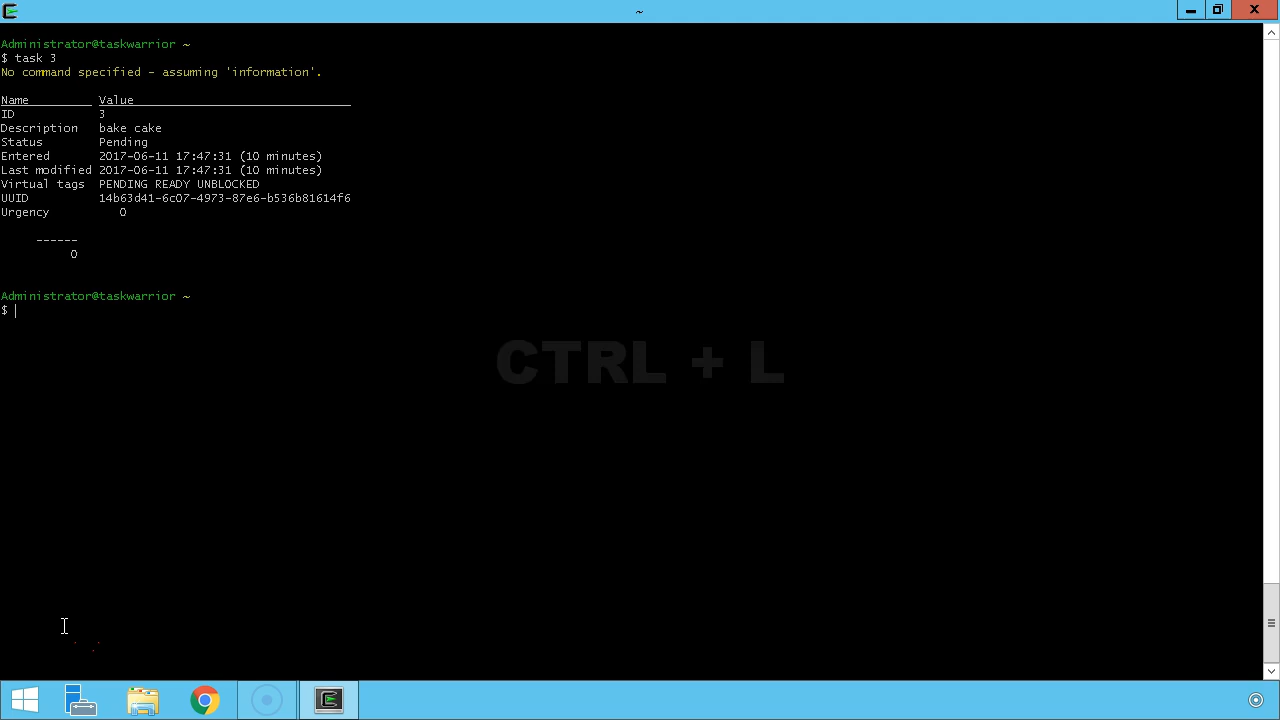 ~
Administrator@taskwarrior ~
$ task 3
No command specified - assuming 'information'.
Name Value
ID 3
Description bake cake
Status Pending
Entered 2017-06-11 17:47:31 (10 minutes)
Last modified 2017-06-11 17:47:31 (10 minutes)
Virtual tags PENDING READY UNBLOCKED
UUID 14b63d41-6c07-4973-87e6-b536b81614f6
Urgency 0
------
0
Administrator@taskwarrior ~
$
CTRL + L